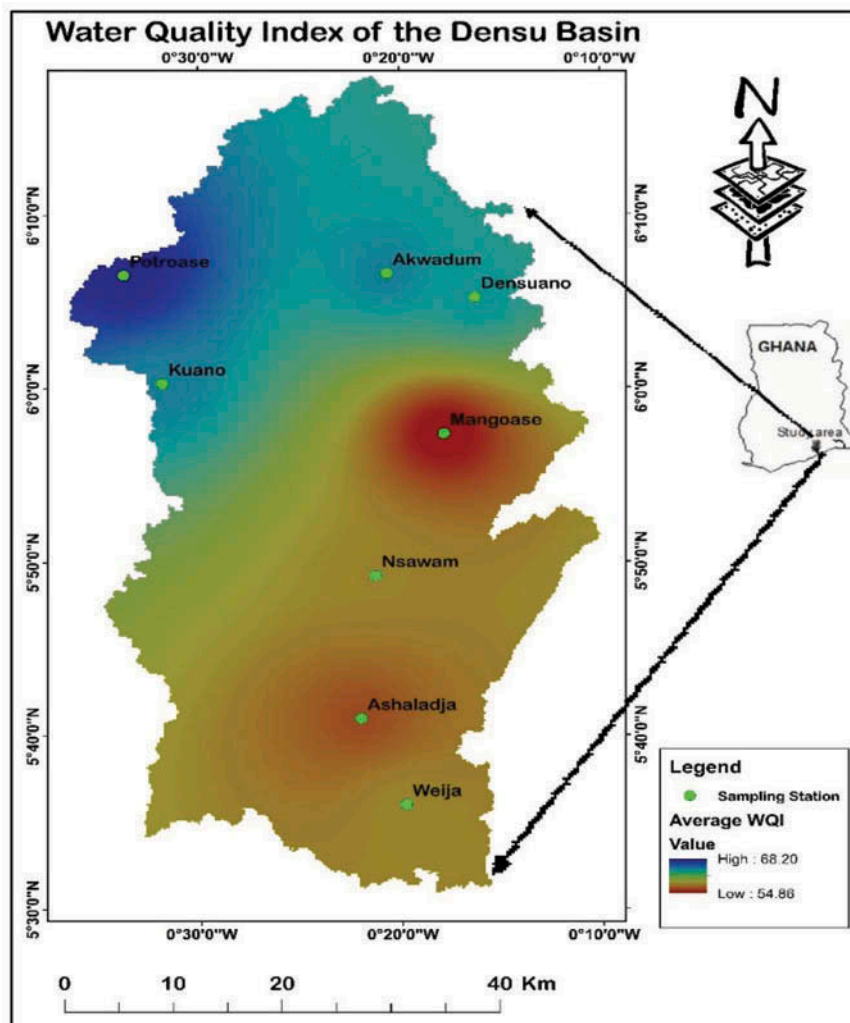 Water Quality Index of the Densu Basin
0°30'0"W 0°20'0"W 0°10'0"W
N
6°10'0"N 6°10'0"N
Potroase Akwadum
Densuano
Kuano
6°0'0"N 6°0'0"N
GHANA
Study area
Mangoase
Nsawam
5°50'0"N 5°50'0"N
Ashaladja
5°40'0"N 5°40'0"N
Weija
5°30'0"N
0°30'0"W 0°20'0"W 0°10'0"W
Legend
Sampling Station
Average WQI
Value
High : 68.20
Low : 54.86
0 10 20 40 Km